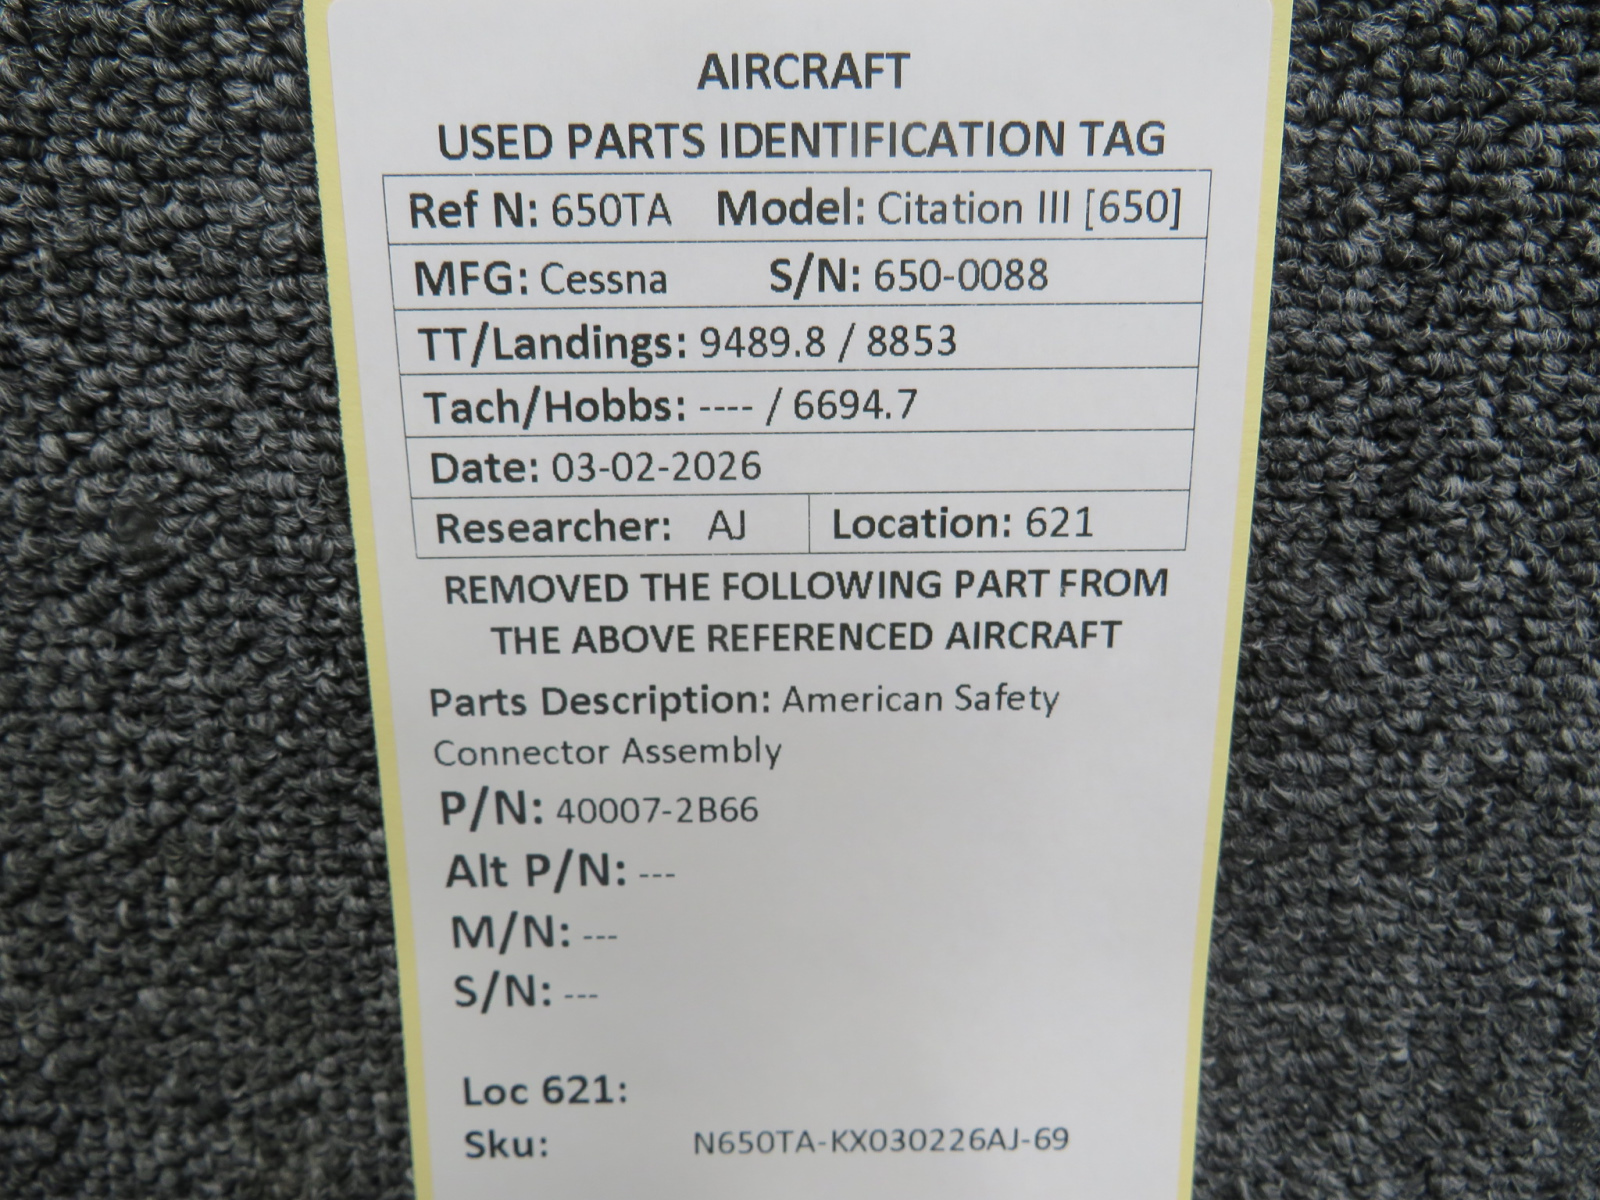 AIRCRAFT
USED PARTS IDENTIFICATION TAG
Ref N: 650TA Model: Citation III [650]
MFG: Cessna S/N: 650-0088
TT/Landings: 9489.8 / 8853
Tach/Hobbs: ---- / 6694.7
Date: 03-02-2026
Researcher: AJ Location: 621
REMOVED THE FOLLOWING PART FROM
THE ABOVE REFERENCED AIRCRAFT
Parts Description: American Safety
Connector Assembly
P/N: 40007-2B66
Alt P/N: ---
M/N: ---
S/N: ---
Loc 621:
Sku: N650TA-KX030226AJ-69